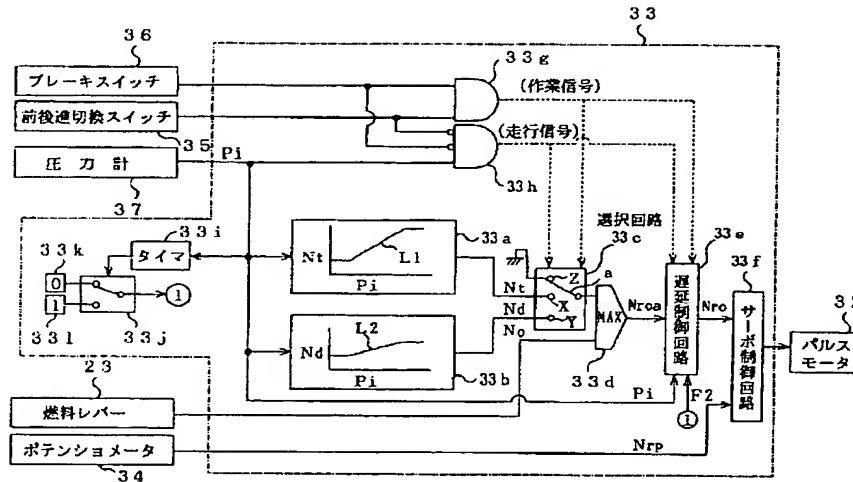 36
33
33g
ブレーキスイッチ
(作業信号)
前後進切換スイッチ
35
(走行信号)
圧力計
Pi
37
33h
33i
33a
選択回路
33c
33e
33k
タイマ
Nt
L1
Pi
Z
a
33f
0
1
①
Nt
X
Nd
Y
No
MAX
Nroa
遅延制御回路
Nro
サーボ制御回路
パルスモータ
33l
33j
Nd
L2
Pi
33b
33d
23
Pi
F2
燃料レバー
①
ポテンショメータ
Nrp
34